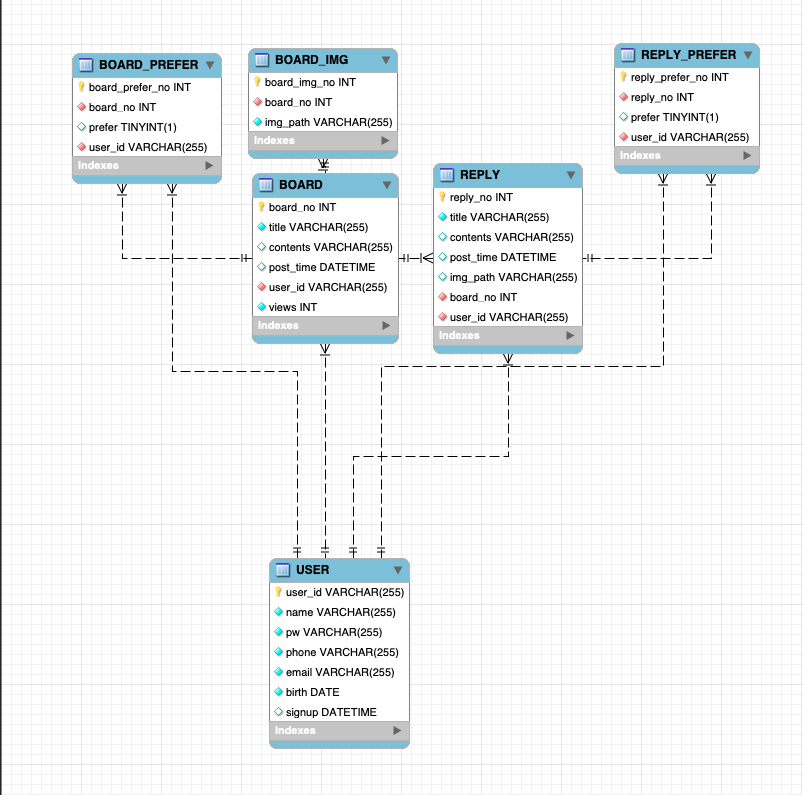 BOARD_PREFER
board_prefer_no INT
board_no INT
prefer TINYINT(1)
user_id VARCHAR(255)
Indexes
BOARD_IMG
board_img_no INT
board_no INT
img_path VARCHAR(255)
Indexes
REPLY_PREFER
reply_prefer_no INT
reply_no INT
prefer TINYINT(1)
user_id VARCHAR(255)
Indexes
BOARD
board_no INT
title VARCHAR(255)
contents VARCHAR(255)
post_time DATETIME
user_id VARCHAR(255)
views INT
Indexes
REPLY
reply_no INT
title VARCHAR(255)
contents VARCHAR(255)
post_time DATETIME
img_path VARCHAR(255)
board_no INT
user_id VARCHAR(255)
Indexes
USER
user_id VARCHAR(255)
name VARCHAR(255)
pw VARCHAR(255)
phone VARCHAR(255)
email VARCHAR(255)
birth DATE
signup DATETIME
Indexes